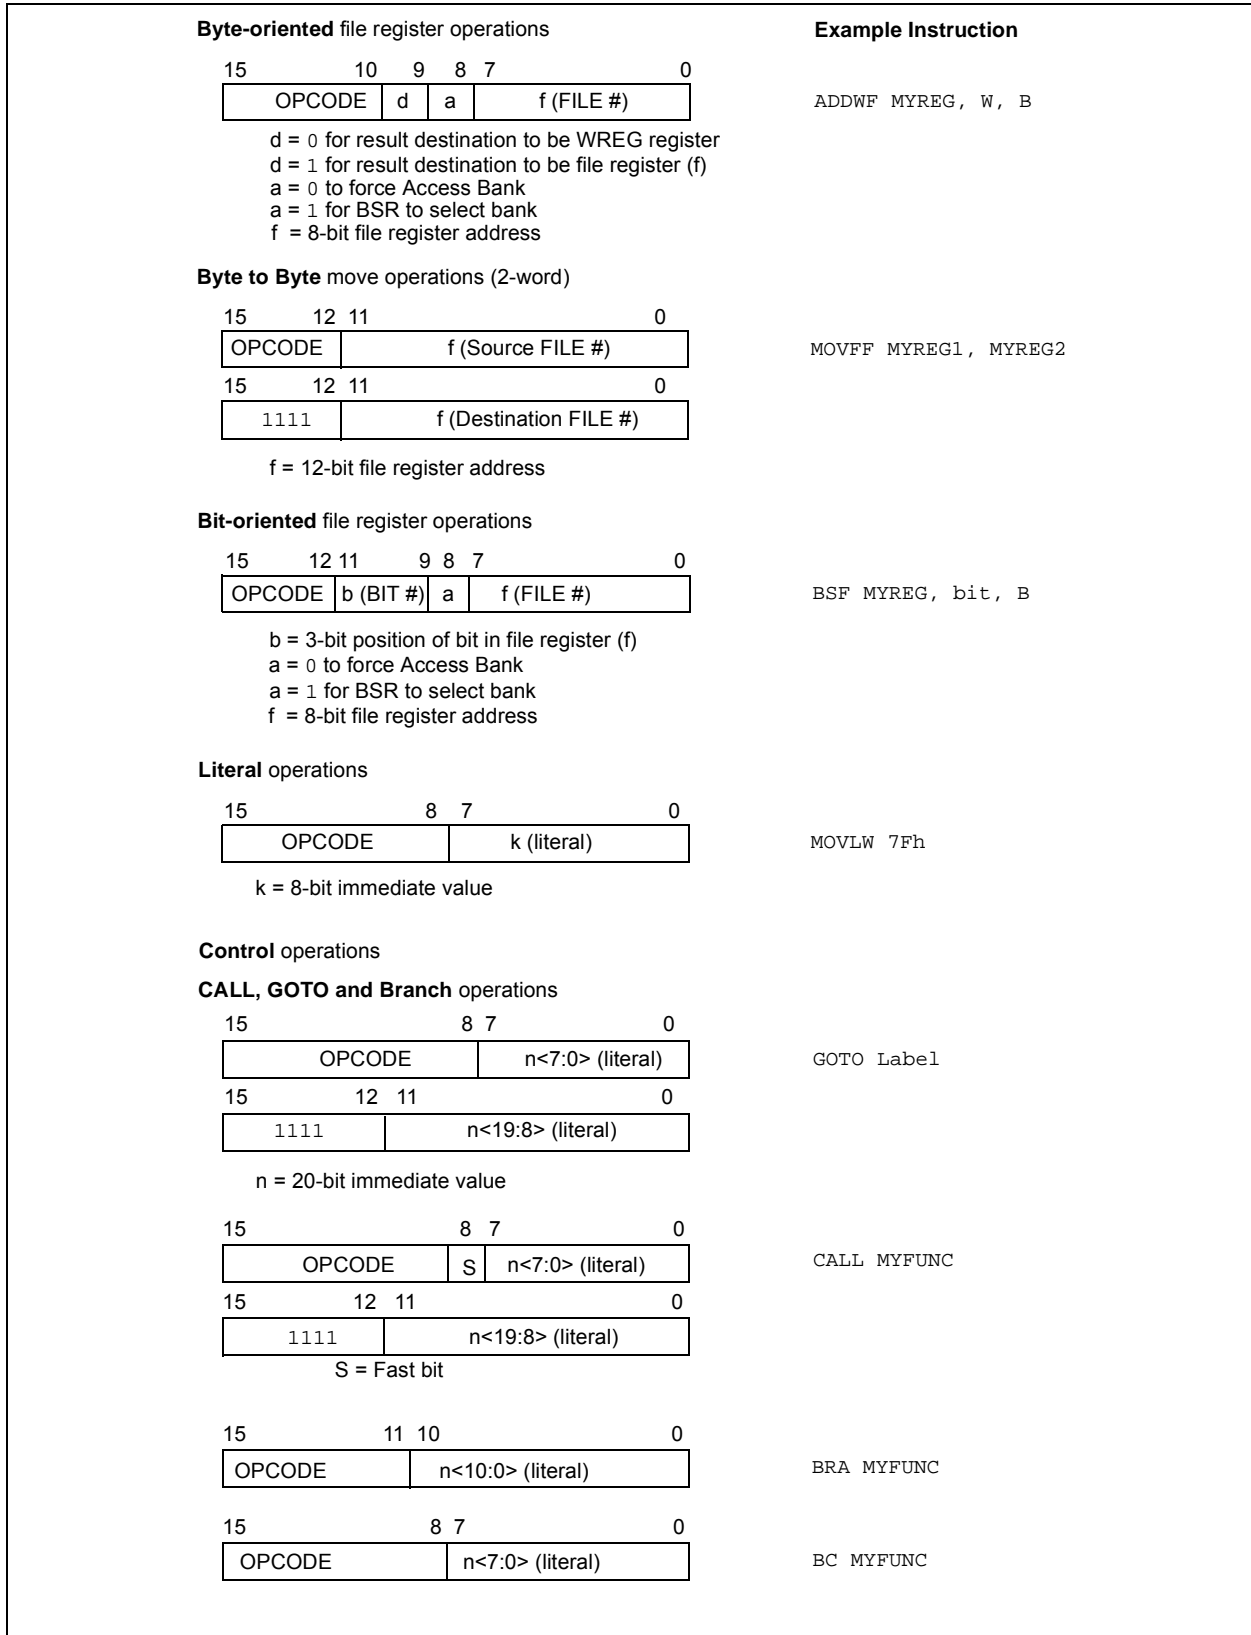 Byte-oriented file register operations
Example Instruction
15 10 9 8 7 0
OPCODE d a f (FILE #)
ADDWF MYREG, W, B
d = 0 for result destination to be WREG register
d = 1 for result destination to be file register (f)
a = 0 to force Access Bank
a = 1 for BSR to select bank
f = 8-bit file register address
Byte to Byte move operations (2-word)
15 12 11 0
OPCODE f (Source FILE #)
MOVFF MYREG1, MYREG2
15 12 11 0
1111 f (Destination FILE #)
f = 12-bit file register address
Bit-oriented file register operations
15 12 11 9 8 7 0
OPCODE b (BIT #) a f (FILE #)
BSF MYREG, bit, B
b = 3-bit position of bit in file register (f)
a = 0 to force Access Bank
a = 1 for BSR to select bank
f = 8-bit file register address
Literal operations
15 8 7 0
OPCODE k (literal)
MOVLW 7Fh
k = 8-bit immediate value
Control operations
CALL, GOTO and Branch operations
15 8 7 0
OPCODE n<7:0> (literal)
GOTO Label
15 12 11 0
1111 n<19:8> (literal)
n = 20-bit immediate value
15 8 7 0
OPCODE S n<7:0> (literal)
CALL MYFUNC
15 12 11 0
1111 n<19:8> (literal)
S = Fast bit
15 11 10 0
OPCODE n<10:0> (literal)
BRA MYFUNC
15 8 7 0
OPCODE n<7:0> (literal)
BC MYFUNC